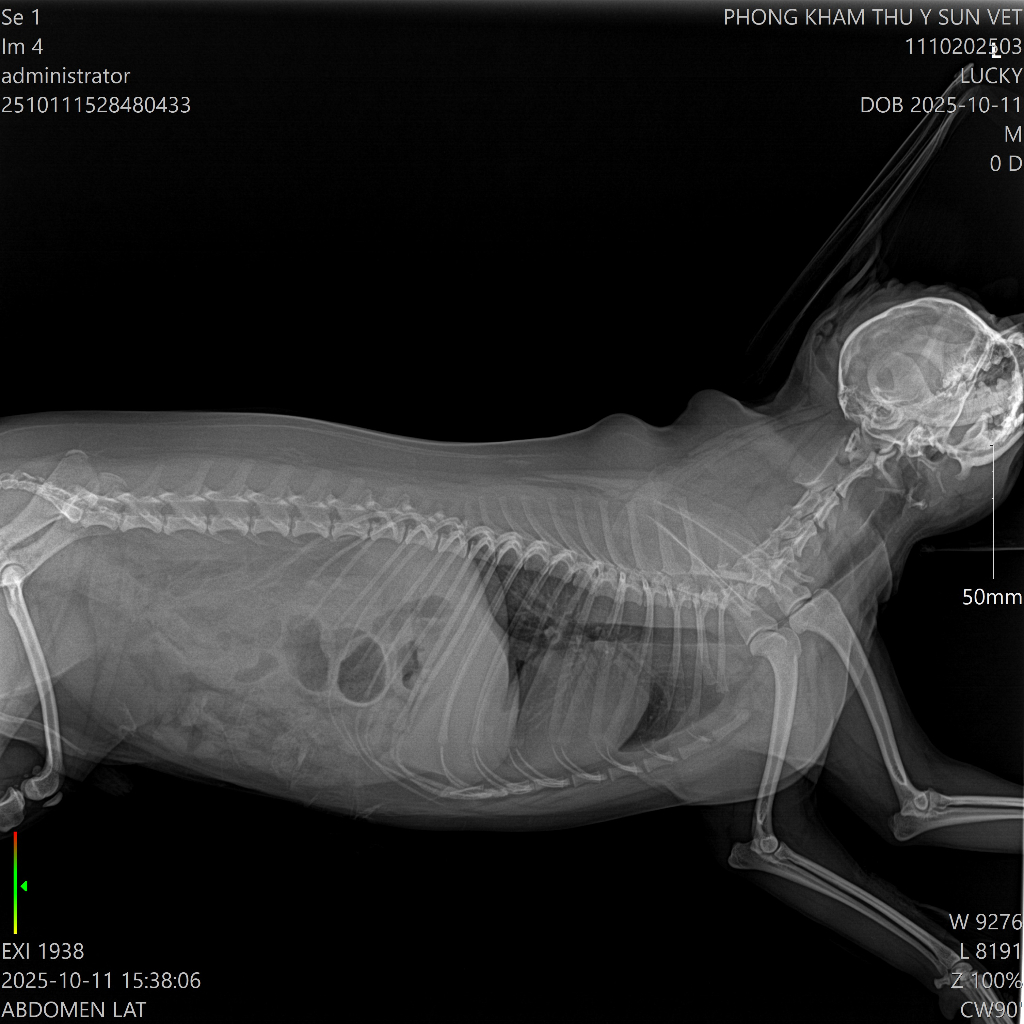 Se 1
Im 4
administrator
2510111528480433
PHONG KHAM THU Y SUN VET
1110202503
L
LUCKY
DOB 2025-10-11
M
0 D
50mm
EXI 1938
2025-10-11 15:38:06
ABDOMEN LAT
W 9276
L 8191
Z 100%
CW90